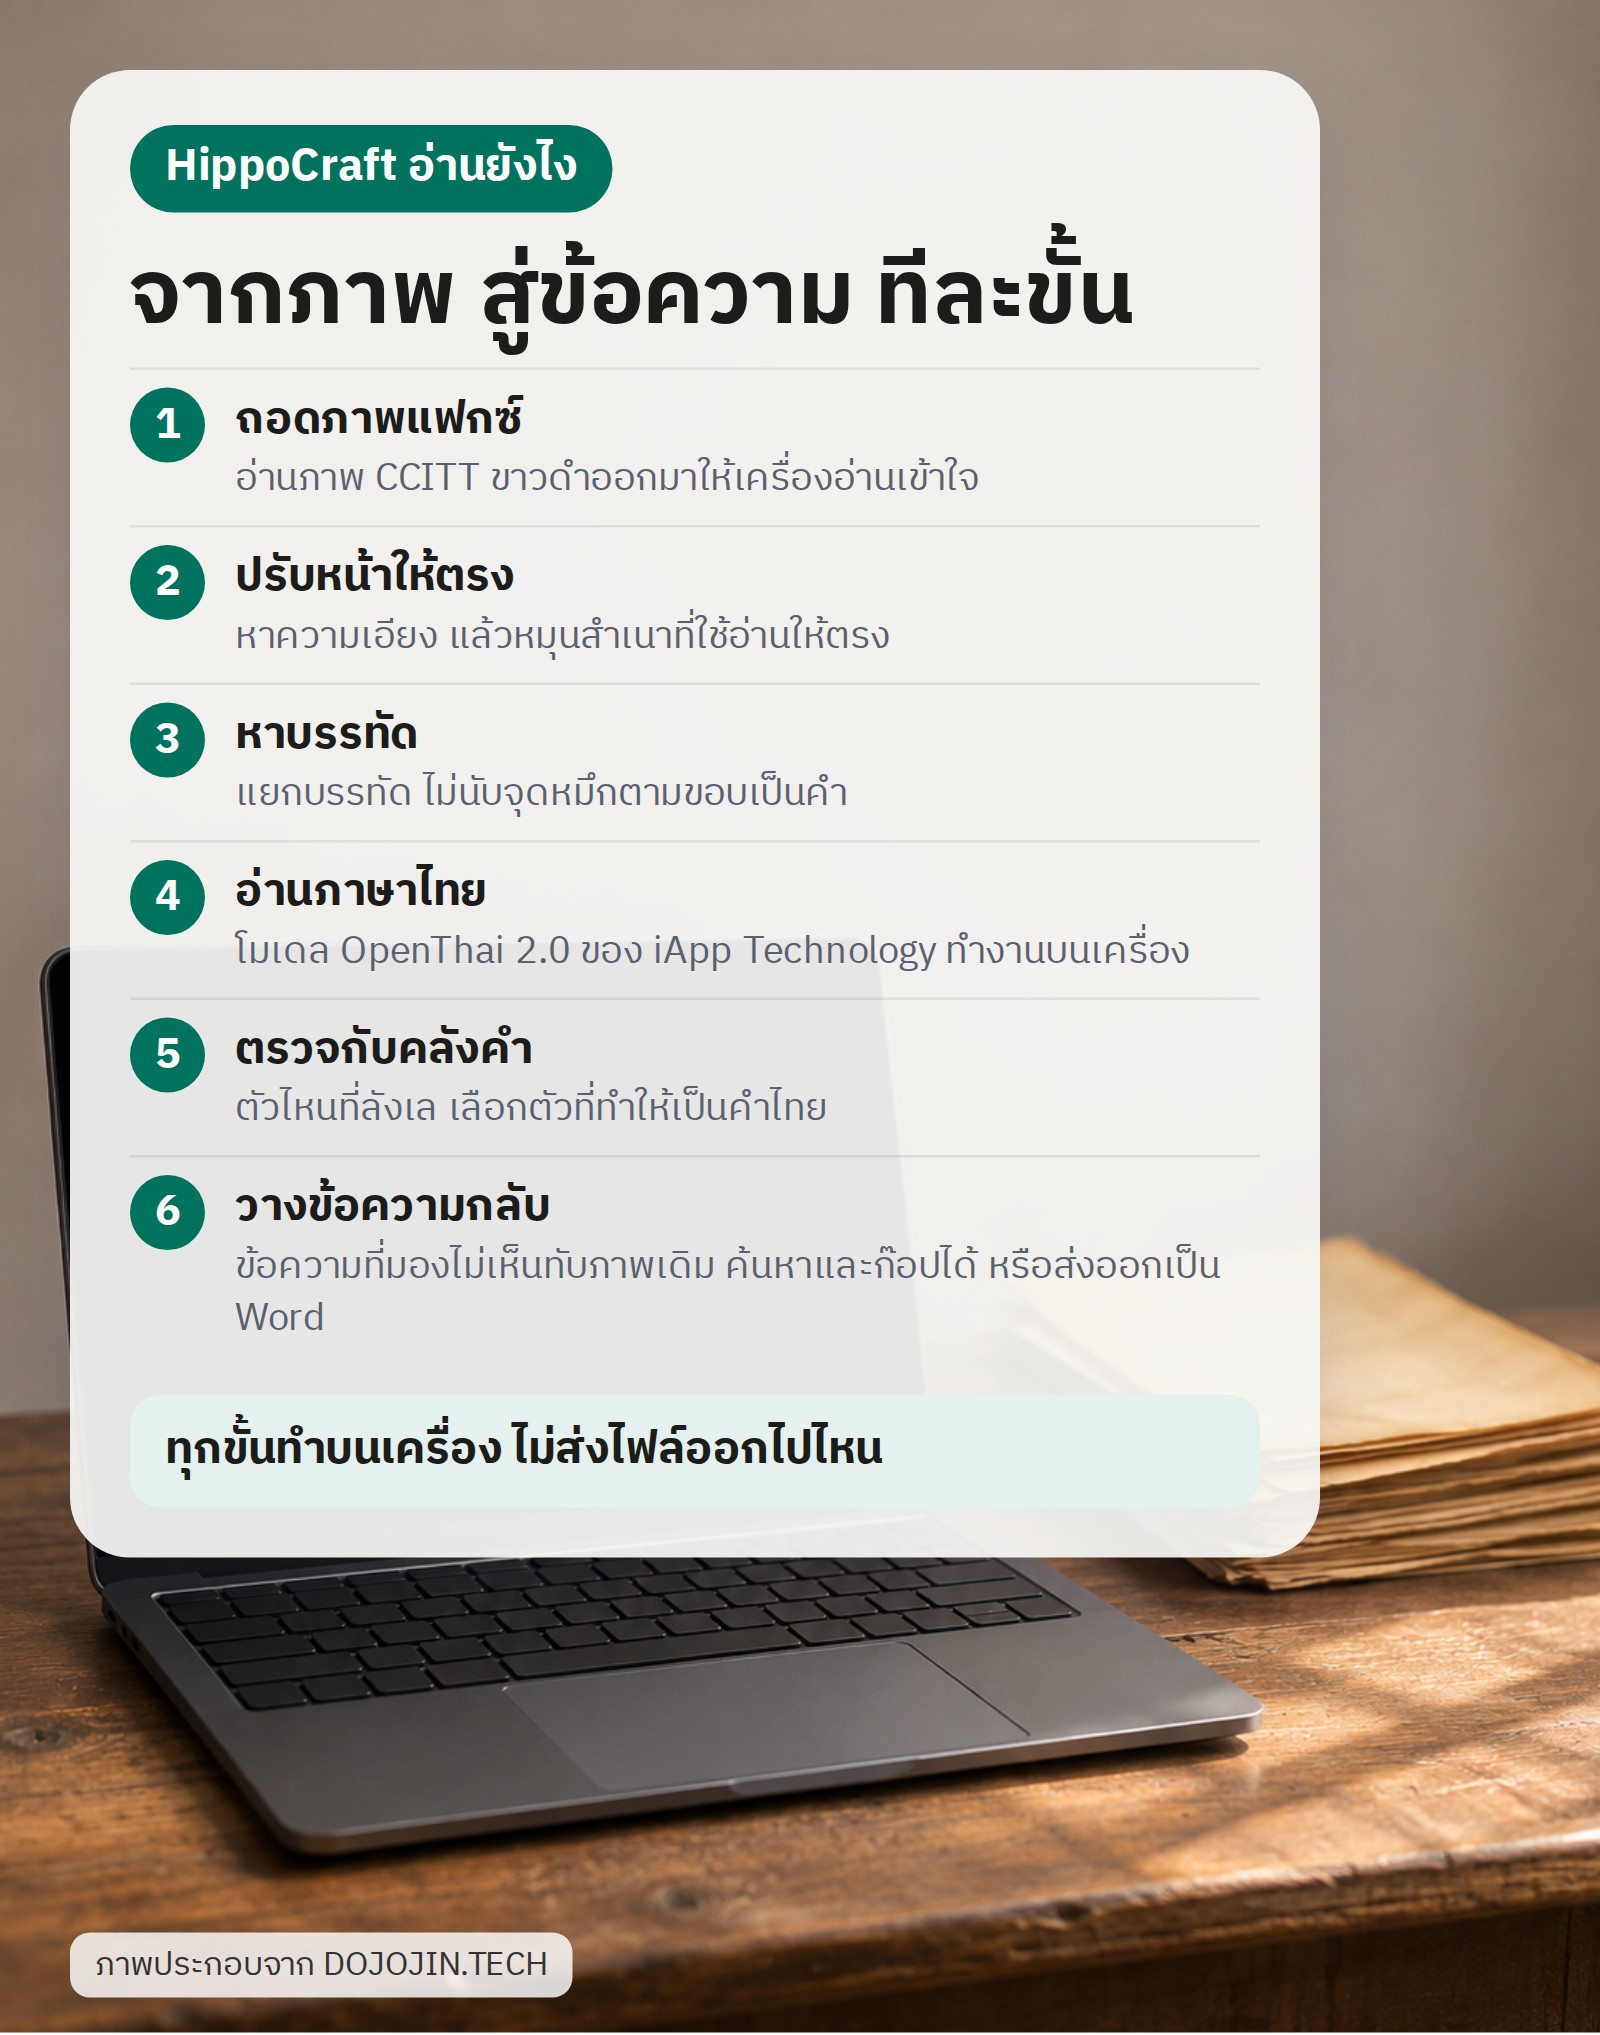 HippoCraft อ่านยังไง
จากภาพ สู่ข้อความ ทีละขั้น
1 ถอดภาพแฟกซ์
อ่านภาพ CCITT ขาวดำออกมาให้เครื่องอ่านเข้าใจ
2 ปรับหน้าให้ตรง
หาความเอียง แล้วหมุนสำเนาที่ใช้อ่านให้ตรง
3 หาบรรทัด
แยกบรรทัด ไม่นับจุดหมึกตามขอบเป็นคำ
4 อ่านภาษาไทย
โมเดล OpenThai 2.0 ของ iApp Technology ทำงานบนเครื่อง
5 ตรวจกับคลังคำ
ตัวไหนที่ลังเล เลือกตัวที่ทำให้เป็นคำไทย
6 วางข้อความกลับ
ข้อความที่มองไม่เห็นทับภาพเดิม ค้นหาและก๊อปได้ หรือส่งออกเป็น
Word
ทุกขั้นทำบนเครื่อง ไม่ส่งไฟล์ออกไปไหน
ภาพประกอบจาก DOJOJIN.TECH